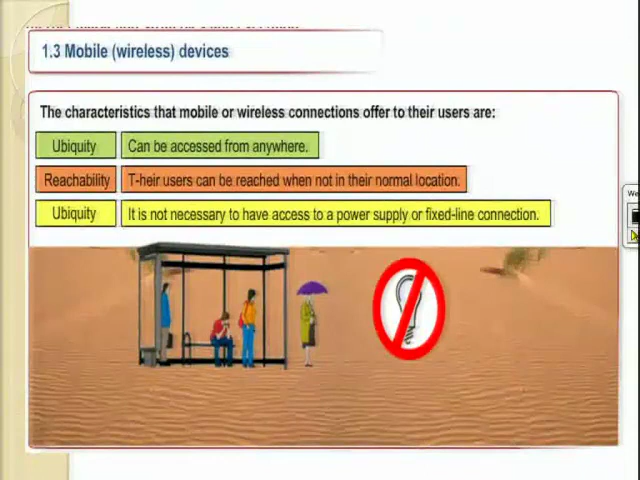 1.3 Mobile (wireless) devices
The characteristics that mobile or wireless connections offer to their users are:
Ubiquity Can be accessed from anywhere.
Reachability T-heir users can be reached when not in their normal location.
Ubiquity It is not necessary to have access to a power supply or fixed-line connection.
We